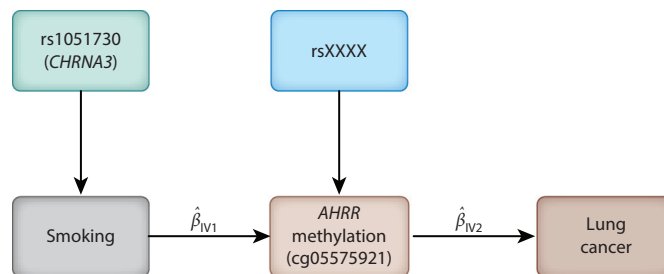 rs1051730
(CHRNA3)
rsXXXX
Smoking
β̂IV1
AHRR
methylation
(cg05575921)
β̂IV2
Lung
cancer